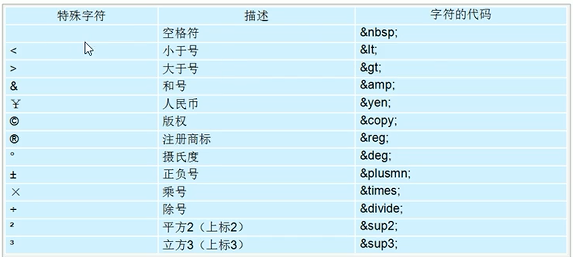 特殊字符 描述 字符的代码
空格符 &nbsp;
< 小于号 &lt;
> 大于号 &gt;
& 和号 &amp;
¥ 人民币 &yen;
© 版权 &copy;
® 注册商标 &reg;
° 摄氏度 &deg;
± 正负号 &plusmn;
× 乘号 &times;
÷ 除号 &divide;
² 平方2（上标2） &sup2;
³ 立方3（上标3） &sup3;